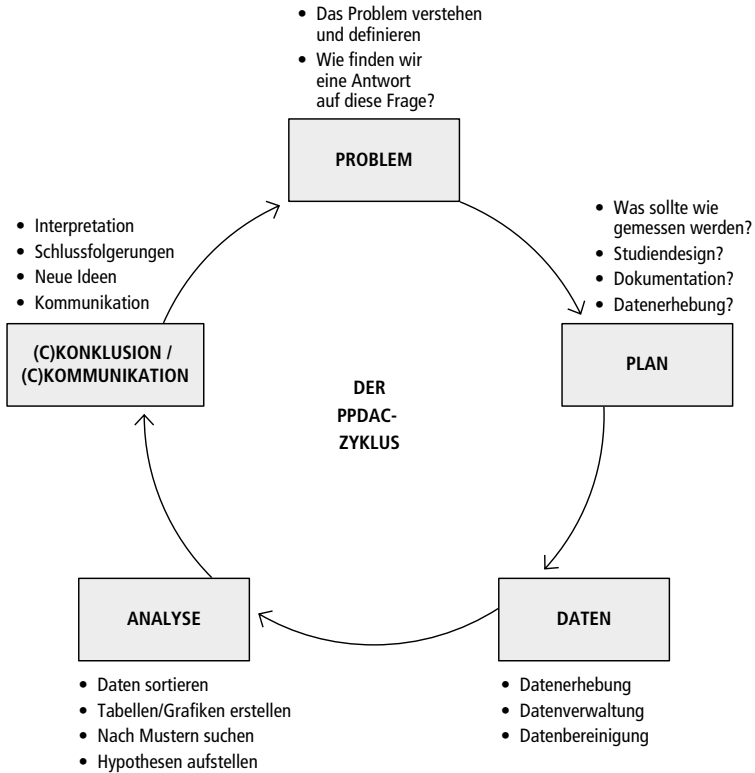 • Das Problem verstehen
und definieren
• Wie finden wir
eine Antwort
auf diese Frage?
PROBLEM
• Was sollte wie
gemessen werden?
• Studiendesign?
• Dokumentation?
• Datenerhebung?
PLAN
• Interpretation
• Schlussfolgerungen
• Neue Ideen
• Kommunikation
(C)KONKLUSION /
(C)KOMMUNIKATION
DER
PPDAC-
ZYKLUS
DATEN
• Datenerhebung
• Datenverwaltung
• Datenbereinigung
ANALYSE
• Daten sortieren
• Tabellen/Grafiken erstellen
• Nach Mustern suchen
• Hypothesen aufstellen